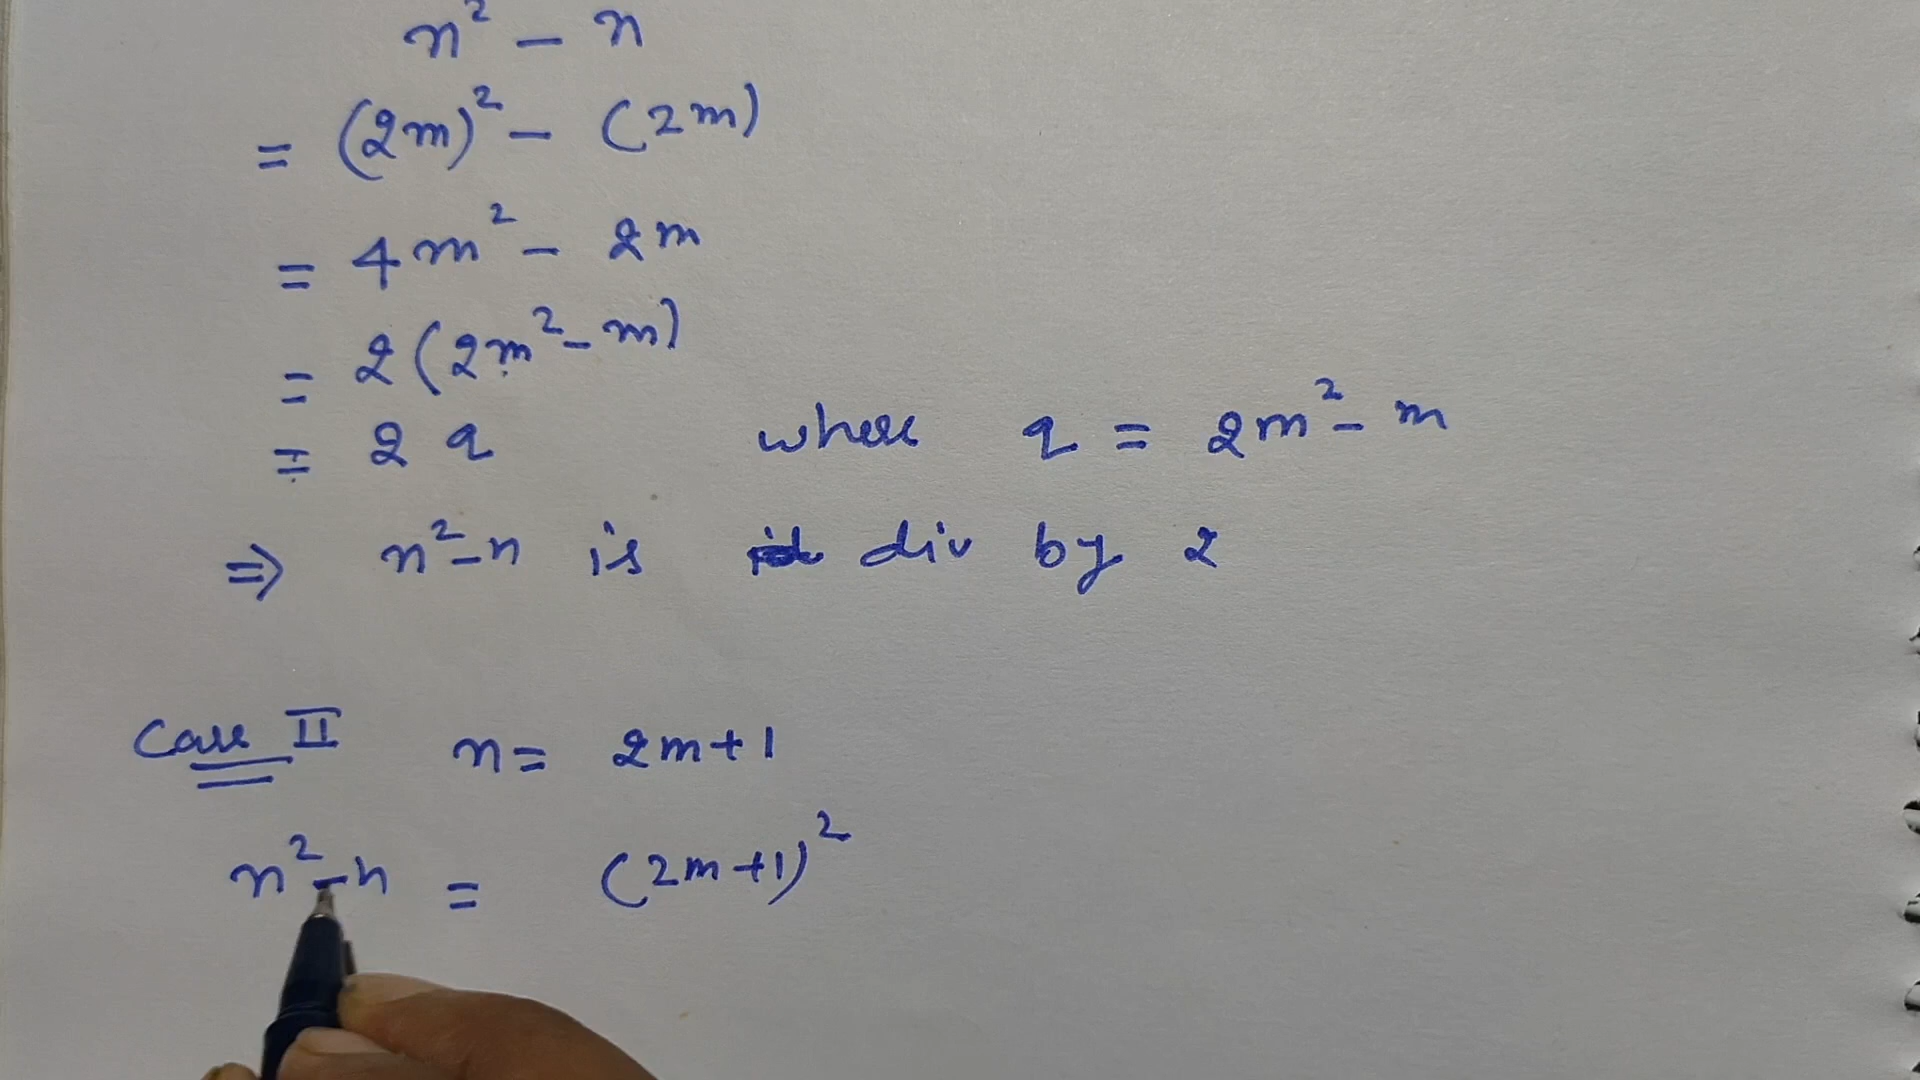 n² - n
= (2m)² - (2m)
= 4m² - 2m
= 2(2m² - m)
= 2 q where q = 2m² - m
⇒ n² - n is div by 2
Case II n = 2m+1
n² - n = (2m+1)²